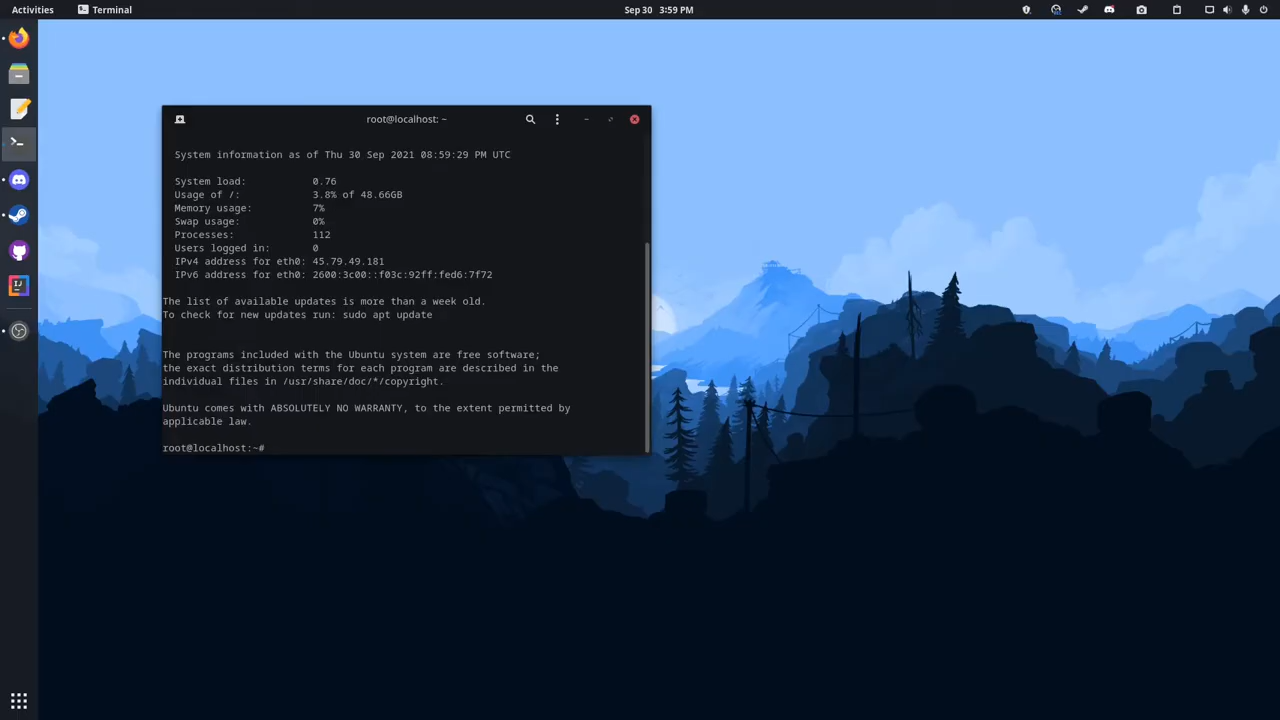 Activities
Terminal
Sep 30 3:59 PM
root@localhost: ~
System information as of Thu 30 Sep 2021 08:59:29 PM UTC
System load: 0.76
Usage of /: 3.8% of 48.66GB
Memory usage: 7%
Swap usage: 0%
Processes: 112
Users logged in: 0
IPv4 address for eth0: 45.79.49.181
IPv6 address for eth0: 2600:3c00::f03c:92ff:fed6:7f72
The list of available updates is more than a week old.
To check for new updates run: sudo apt update
The programs included with the Ubuntu system are free software;
the exact distribution terms for each program are described in the
individual files in /usr/share/doc/*/copyright.
Ubuntu comes with ABSOLUTELY NO WARRANTY, to the extent permitted by
applicable law.
root@localhost:~#